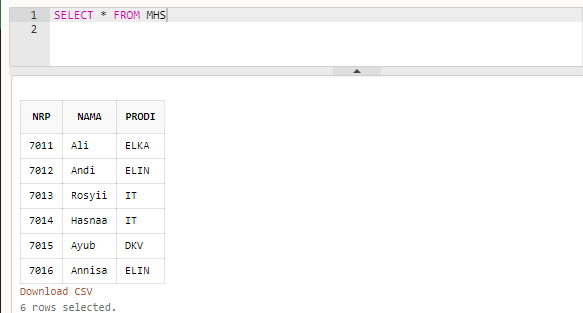 1 SELECT * FROM MHS
2
NRP NAMA PRODI
7011 Ali ELKA
7012 Andi ELIN
7013 Rosyii IT
7014 Hasnaa IT
7015 Ayub DKV
7016 Annisa ELIN
Download CSV
6 rows selected.